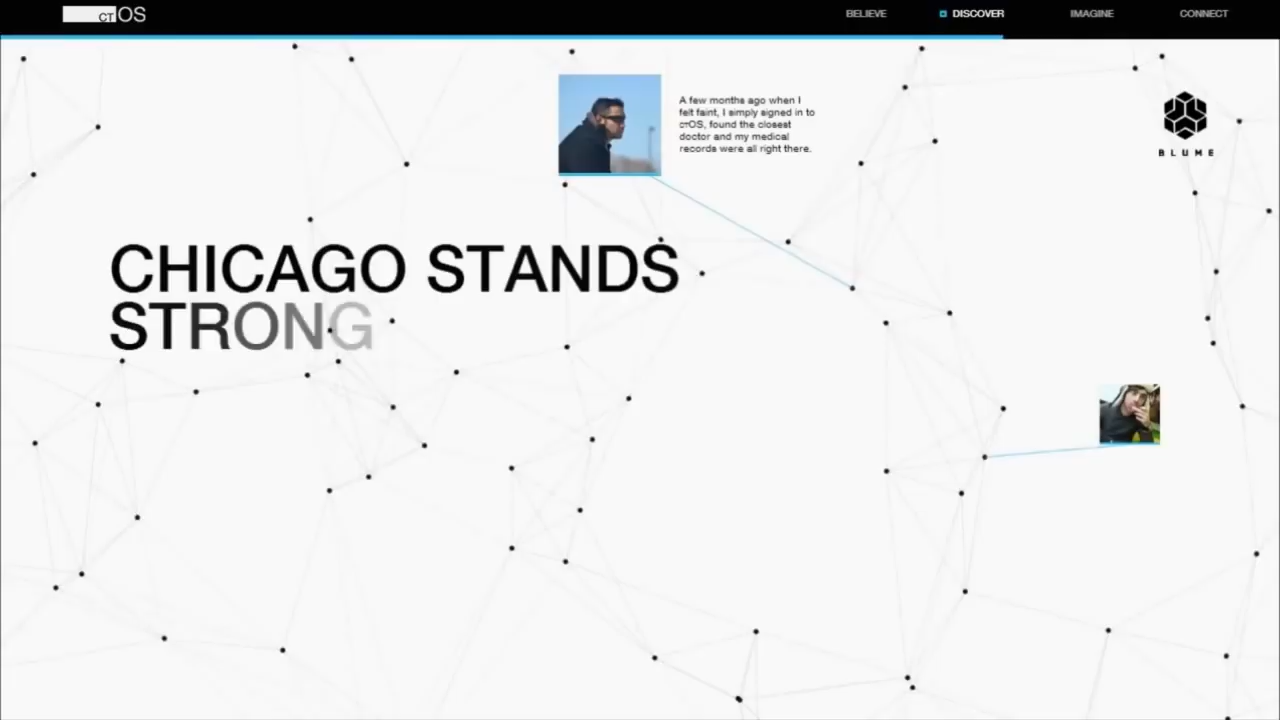 CTOS
BELIEVE
DISCOVER
IMAGINE
CONNECT
A few months ago when I
felt faint, I simply signed in to
CTOS, found the closest
doctor and my medical
records were all right there.
BLUME
CHICAGO STANDS
STRONG